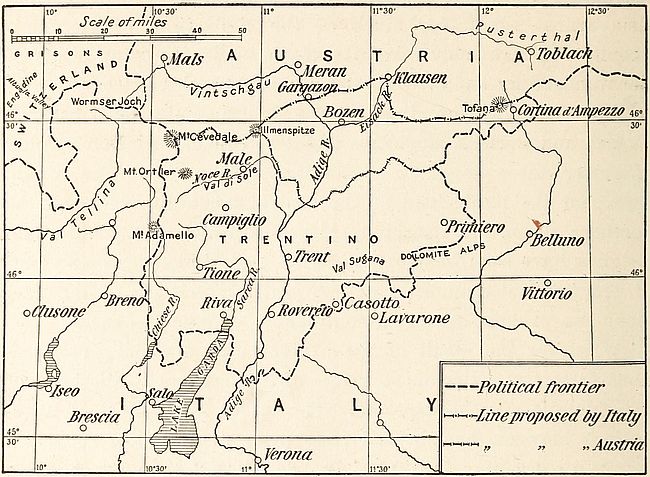 10°30' 11° 11°30' 12° 12°30'
Scale of miles
0 10 20 30 40 50
GRISONS
SWITZERLAND
AUSTRIA
Pusterthal
Toblach
Mals
Meran
Gargazon
Klausen
Engadine
Vintschgau
Wormser Joch
Tofana
Cortina d'Ampezzo
Bozen
Eisack R.
46° 30'
46° 30'
Mt Cevedale
Illmenspitze
Adige R.
Male
Mt. Ortler
Noce R.
Val di Sole
Val Tellina
Campiglio
Primiero
Mt Adamello
TRENTINO
Belluno
Trent
DOLOMITE ALPS
Val Sugana
Tione
46°
46°
Sarca R.
Vittorio
Breno
Chiese R.
Riva
Clusone
Rovereto
Casotto
Lavarone
LAKE GARDA
Iseo
Salo
Adige R.
ITALY
Brescia
45° 30'
Verona
Political frontier
Line proposed by Italy
„ „ „ Austria
10° 10°30' 11° 11°30'